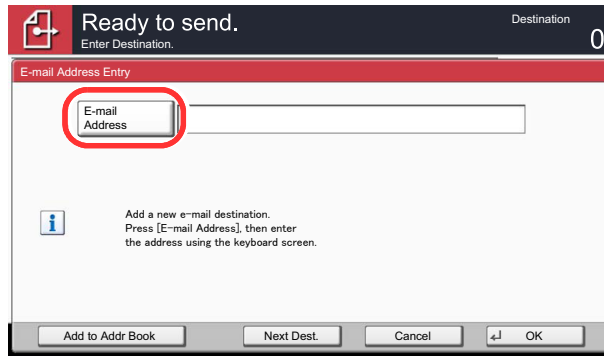 Ready to send.
Destination
Enter Destination.
0
E-mail Address Entry
E-mail
Address
Add a new e-mail destination.
Press [E-mail Address], then enter
the address using the keyboard screen.
Add to Addr Book
Next Dest.
Cancel
OK